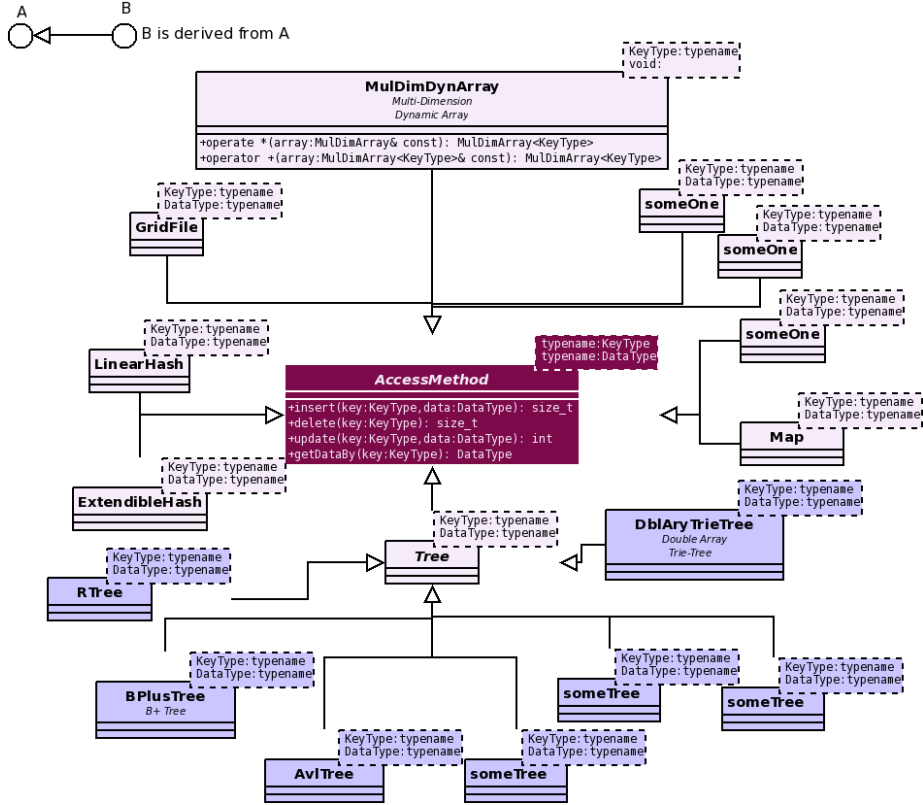 A
B
B is derived from A
KeyType:typename
void:
MulDimDynArray
Multi-Dimension
Dynamic Array
+operate *(array:MulDimArray& const): MulDimArray<KeyType>
+operator +(array:MulDimArray<KeyType>& const): MulDimArray<KeyType>
KeyType:typename
DataType:typename
GridFile
KeyType:typename
DataType:typename
someOne
KeyType:typename
DataType:typename
someOne
KeyType:typename
DataType:typename
LinearHash
KeyType:typename
DataType:typename
someOne
typename:KeyType
typename:DataType
AccessMethod
+insert(key:KeyType,data:DataType): size_t
+delete(key:KeyType): size_t
+update(key:KeyType,data:DataType): int
+getDataBy(key:KeyType): DataType
KeyType:typename
DataType:typename
Map
KeyType:typename
DataType:typename
ExtendibleHash
KeyType:typename
DataType:typename
Tree
KeyType:typename
DataType:typename
DblAryTrieTree
Double Array
Trie-Tree
KeyType:typename
DataType:typename
RTree
KeyType:typename
DataType:typename
BPlusTree
B+ Tree
KeyType:typename
DataType:typename
someTree
KeyType:typename
DataType:typename
someTree
KeyType:typename
DataType:typename
AvlTree
KeyType:typename
DataType:typename
someTree